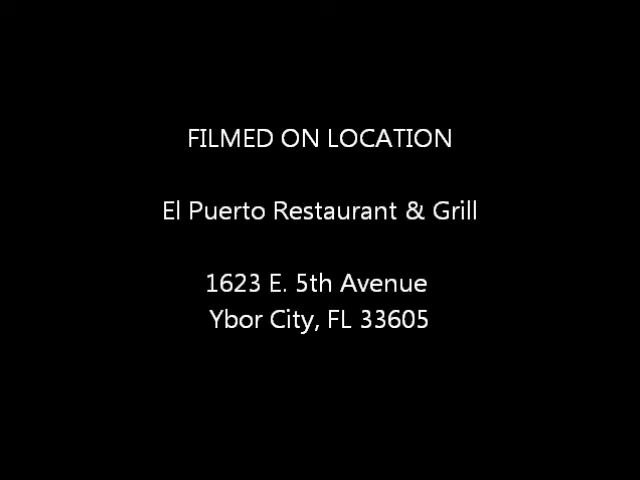 FILMED ON LOCATION
El Puerto Restaurant & Grill
1623 E. 5th Avenue
Ybor City, FL 33605